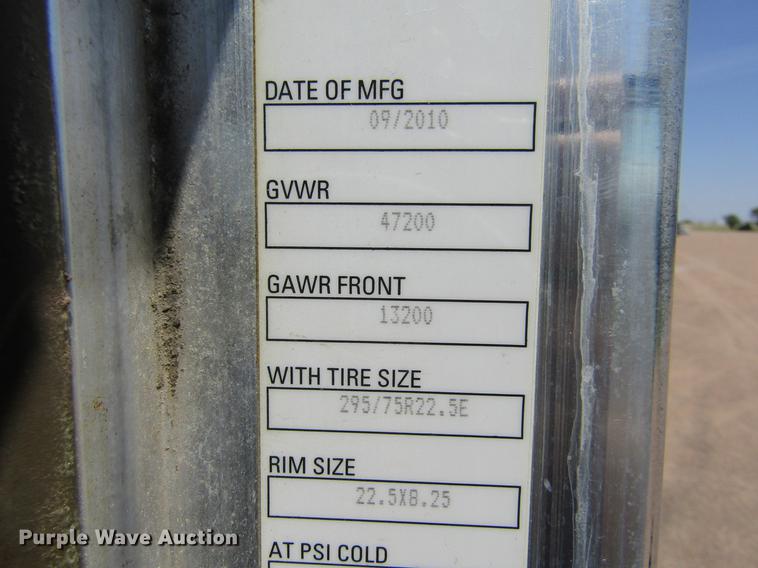 DATE OF MFG
09/2010
GVWR
47200
GAWR FRONT
13200
WITH TIRE SIZE
295/75R22.5E
RIM SIZE
22.5X8.25
AT PSI COLD
Purple Wave Auction